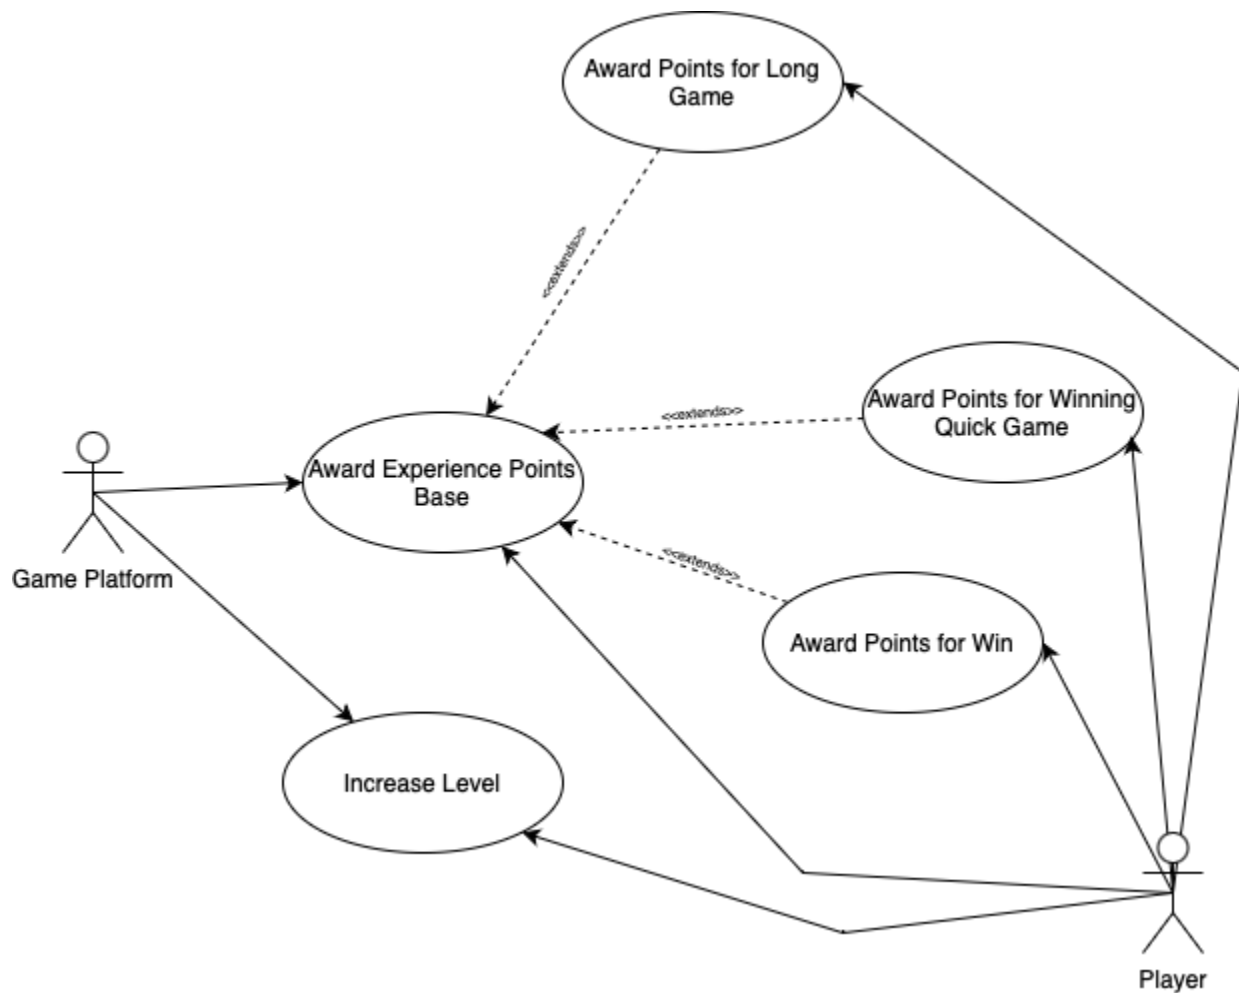 Award Points for Long
Game
<<extends>>
Award Points for Winning
Quick Game
<<extends>>
Award Experience Points
Base
<<extends>>
Game Platform
Award Points for Win
Increase Level
Player